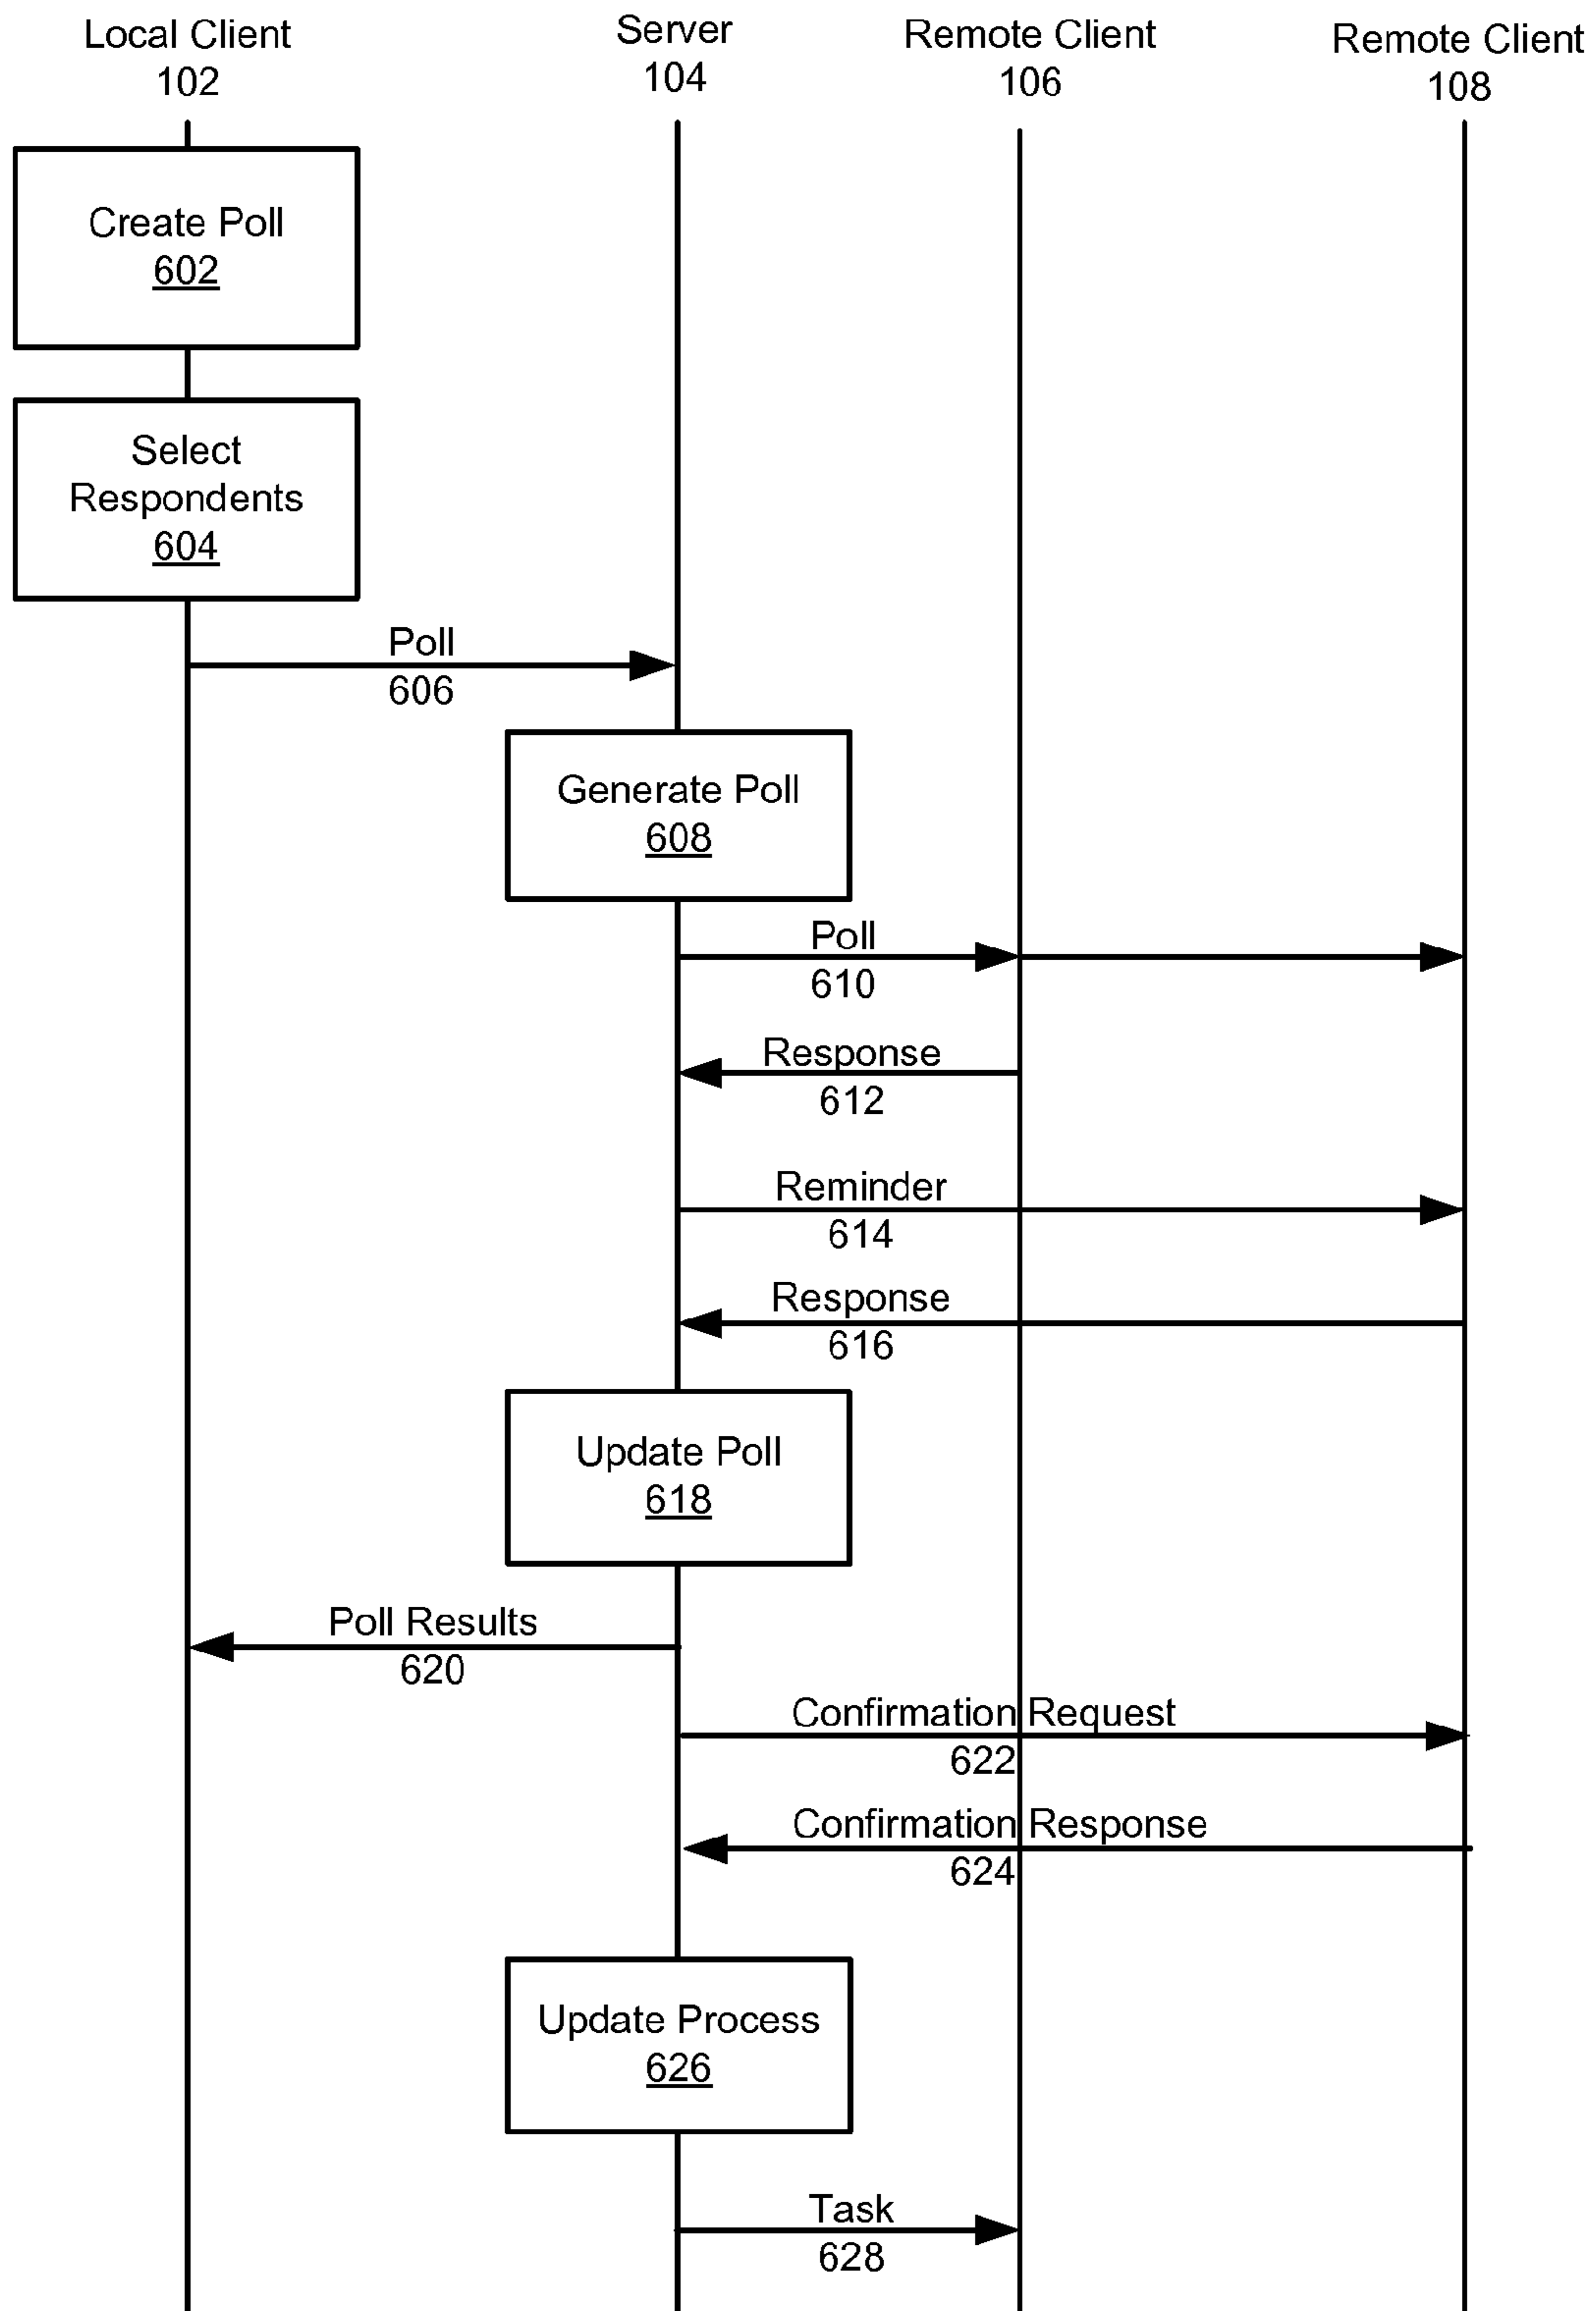 Local Client
102
Server
104
Remote Client
106
Remote Client
108
Create Poll
602
Select
Respondents
604
Poll
606
Generate Poll
608
Poll
610
Response
612
Reminder
614
Response
616
Update Poll
618
Poll Results
620
Confirmation Request
622
Confirmation Response
624
Update Process
626
Task
628